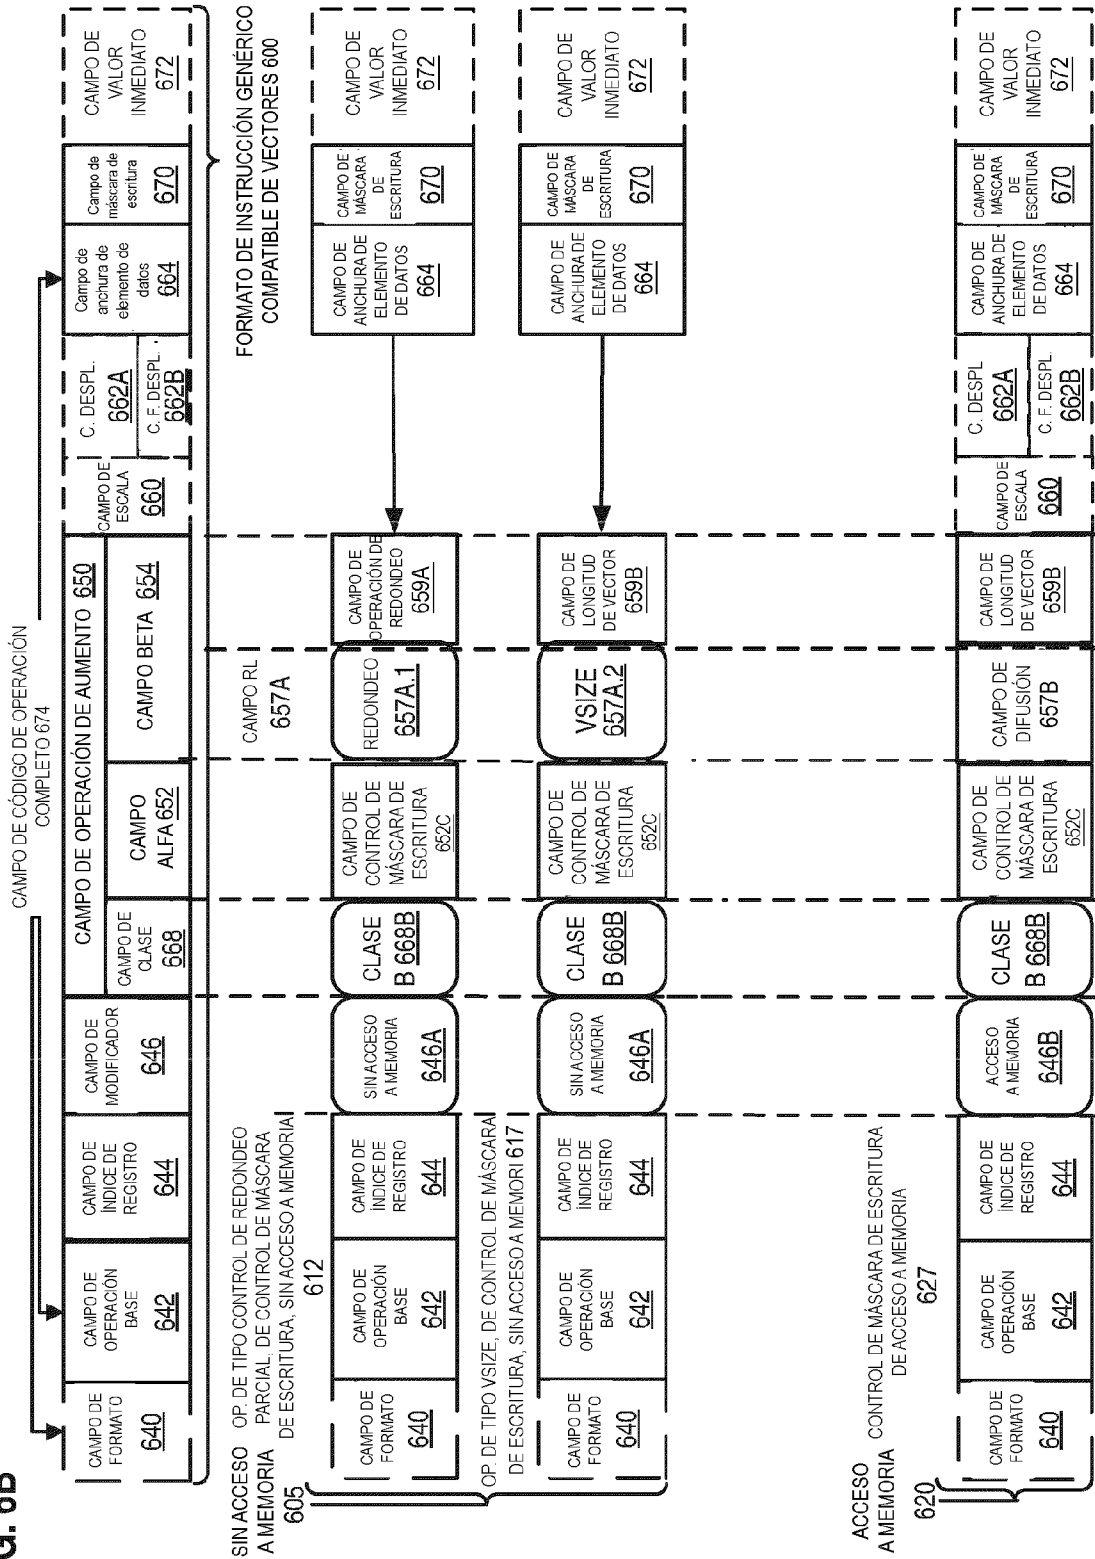 G. 6B
CAMPO DE CÓDIGO DE OPERACIÓN
COMPLETO 674
CAMPO DE
FORMATO
640
CAMPO DE
OPERACIÓN
BASE
642
CAMPO DE
ÍNDICE DE
REGISTRO
644
CAMPO DE
MODIFICADOR
646
CAMPO DE OPERACIÓN DE AUMENTO 650
CAMPO DE
CLASE
668
CAMPO
ALFA 652
CAMPO BETA 654
CAMPO DE
ESCALA
660
C. DESPL.
662A
C. F. DESPL.
662B
Campo de
anchura de
elemento de
datos
664
Campo de
máscara de
escritura
670
CAMPO DE
VALOR
INMEDIATO
672
FORMATO DE INSTRUCCIÓN GENÉRICO
COMPATIBLE DE VECTORES 600
SIN ACCESO
A MEMORIA
605
OP. DE TIPO CONTROL DE REDONDEO
PARCIAL, DE CONTROL DE MÁSCARA
DE ESCRITURA, SIN ACCESO A MEMORIA
612
CAMPO RL
657A
CAMPO DE
FORMATO
640
CAMPO DE
OPERACIÓN
BASE
642
CAMPO DE
ÍNDICE DE
REGISTRO
644
SIN ACCESO
A MEMORIA
646A
CLASE
B 668B
CAMPO DE
CONTROL DE
MÁSCARA DE
ESCRITURA
652C
REDONDEO
657A.1
CAMPO DE
OPERACIÓN DE
REDONDEO
659A
CAMPO DE
ANCHURA DE
ELEMENTO
DE DATOS
664
CAMPO DE
MÁSCARA
DE
ESCRITURA
670
CAMPO DE
VALOR
INMEDIATO
672
OP. DE TIPO VSIZE, DE CONTROL DE MÁSCARA
DE ESCRITURA, SIN ACCESO A MEMORI 617
CAMPO DE
FORMATO
640
CAMPO DE
OPERACIÓN
BASE
642
CAMPO DE
ÍNDICE DE
REGISTRO
644
SIN ACCESO
A MEMORIA
646A
CLASE
B 668B
CAMPO DE
CONTROL DE
MÁSCARA DE
ESCRITURA
652C
VSIZE
657A.2
CAMPO DE
LONGITUD
DE VECTOR
659B
CAMPO DE
ANCHURA DE
ELEMENTO
DE DATOS
664
CAMPO DE
MÁSCARA
DE
ESCRITURA
670
CAMPO DE
VALOR
INMEDIATO
672
ACCESO
A MEMORIA
620
CONTROL DE MÁSCARA DE ESCRITURA
DE ACCESO A MEMORIA
627
CAMPO DE
FORMATO
640
CAMPO DE
OPERACIÓN
BASE
642
CAMPO DE
ÍNDICE DE
REGISTRO
644
ACCESO
A MEMORIA
646B
CLASE
B 668B
CAMPO DE
CONTROL DE
MÁSCARA DE
ESCRITURA
652C
CAMPO DE
DIFUSIÓN
657B
CAMPO DE
LONGITUD
DE VECTOR
659B
CAMPO DE
ESCALA
660
C. DESPL
662A
C. F. DESPL.
662B
CAMPO DE
ANCHURA DE
ELEMENTO
DE DATOS
664
CAMPO DE
MÁSCARA
DE
ESCRITURA
670
CAMPO DE
VALOR
INMEDIATO
672